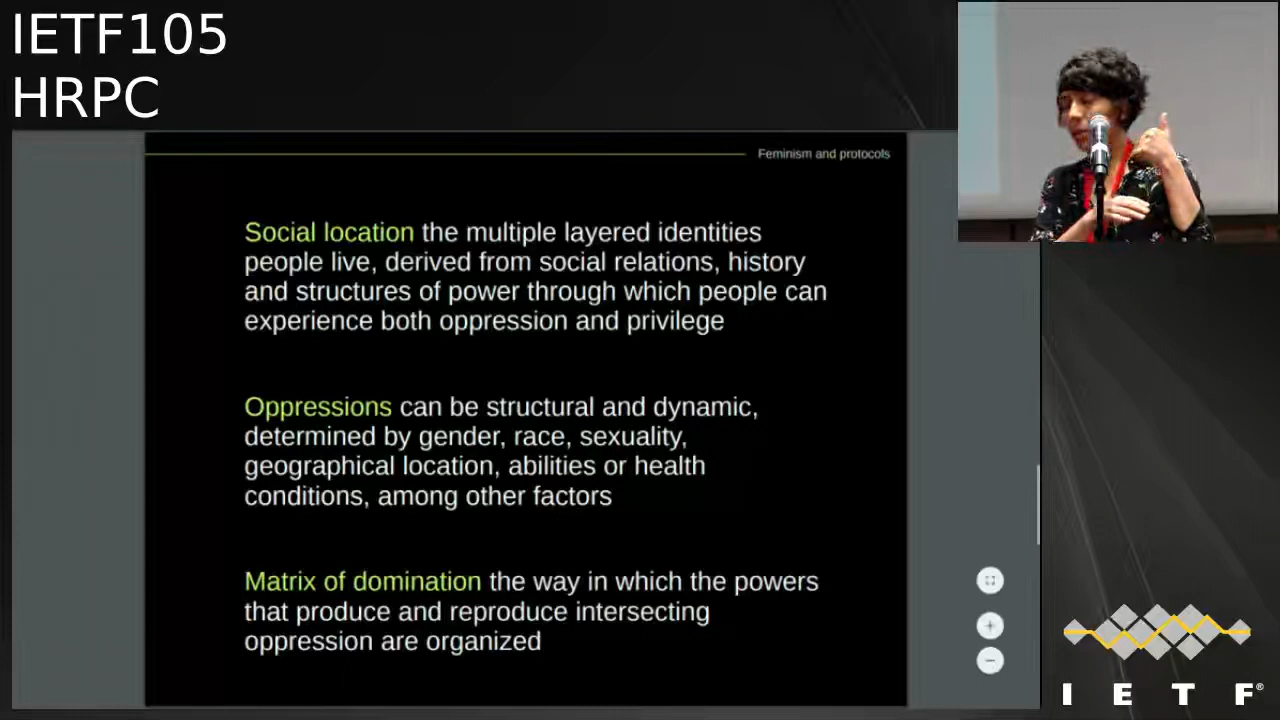 IETF105
HRPC
Feminism and protocols
Social location the multiple layered identities
people live, derived from social relations, history
and structures of power through which people can
experience both oppression and privilege
Oppressions can be structural and dynamic,
determined by gender, race, sexuality,
geographical location, abilities or health
conditions, among other factors
Matrix of domination the way in which the powers
that produce and reproduce intersecting
oppression are organized
I E T F®